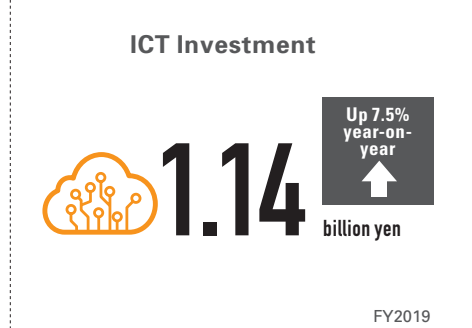 ICT Investment
1.14
Up 7.5%
year-on-
year
billion yen
FY2019